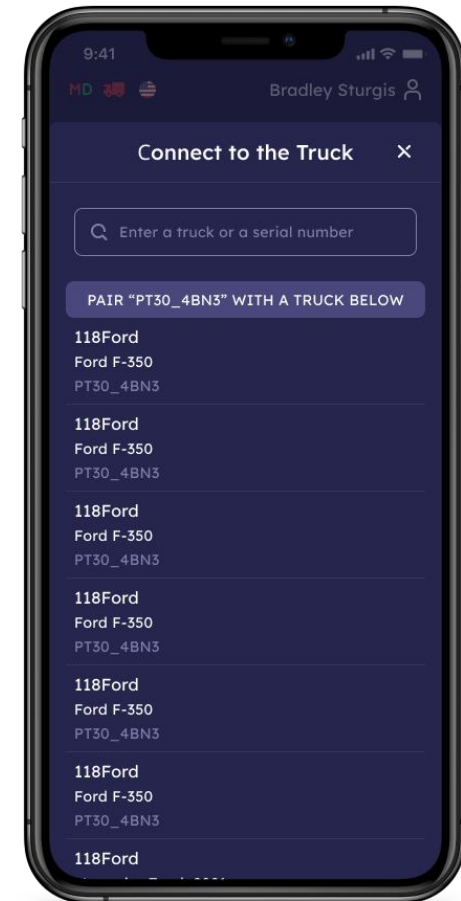 9:41
MD Bradley Sturgis
Connect to the Truck
Enter a truck or a serial number
PAIR “PT30_4BN3” WITH A TRUCK BELOW
118Ford
Ford F-350
PT30_4BN3
118Ford
Ford F-350
PT30_4BN3
118Ford
Ford F-350
PT30_4BN3
118Ford
Ford F-350
PT30_4BN3
118Ford
Ford F-350
PT30_4BN3
118Ford
Ford F-350
PT30_4BN3
118Ford